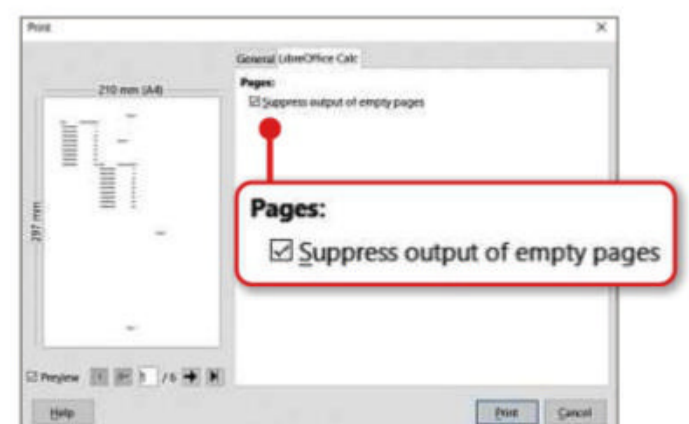 Print
General LibreOffice Calc
210 mm (A4)
297 mm
Pages:
Suppress output of empty pages
Pages:
Suppress output of empty pages
Preview 1 / 6
Help Print Cancel